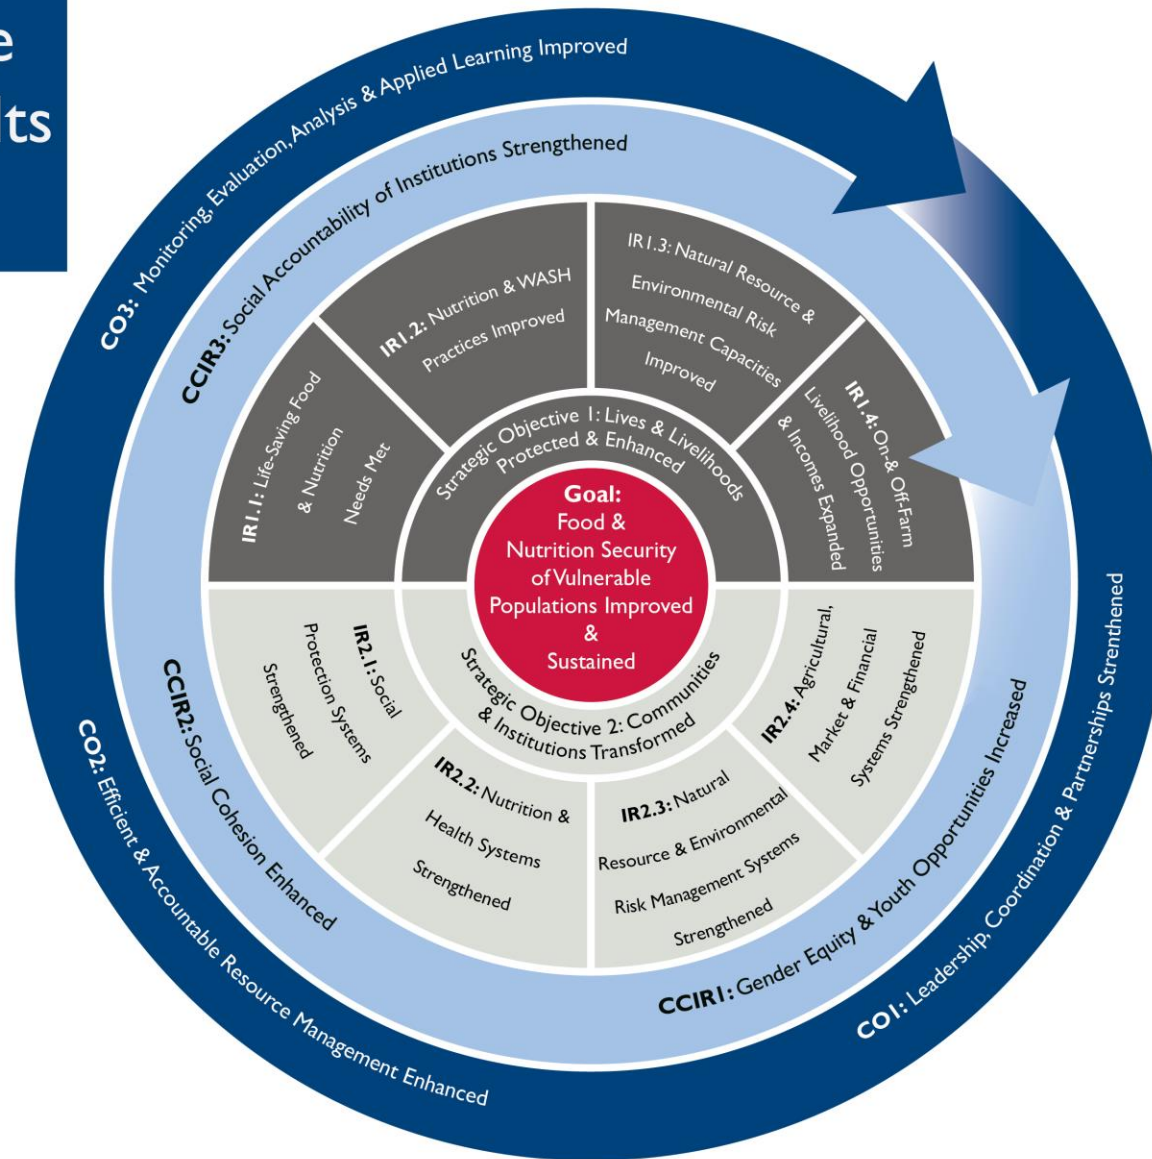 CO3: Monitoring, Evaluation, Analysis & Applied Learning Improved
CCIR3: Social Accountability of Institutions Strengthened
IR1.1: Life-Saving Food
& Nutrition
Needs Met
IR1.2: Nutrition & WASH
Practices Improved
IR1.3: Natural Resource &
Environmental Risk
Management Capacities
Improved
IR1.4: On-& Off-Farm
Livelihood Opportunities
& Incomes Expanded
Strategic Objective 1: Lives & Livelihoods
Protected & Enhanced
Goal:
Food &
Nutrition Security
of Vulnerable
Populations Improved
&
Sustained
Strategic Objective 2: Communities
& Institutions Transformed
IR2.1: Social
Protection Systems
Strengthened
IR2.2: Nutrition &
Health Systems
Strengthened
IR2.3: Natural
Resource & Environmental
Risk Management Systems
Strengthened
IR2.4: Agricultural,
Market & Financial
Systems Strengthened
CCIR2: Social Cohesion Enhanced
CCIR1: Gender Equity & Youth Opportunities Increased
CO2: Efficient & Accountable Resource Management Enhanced
CO1: Leadership, Coordination & Partnerships Strenthened